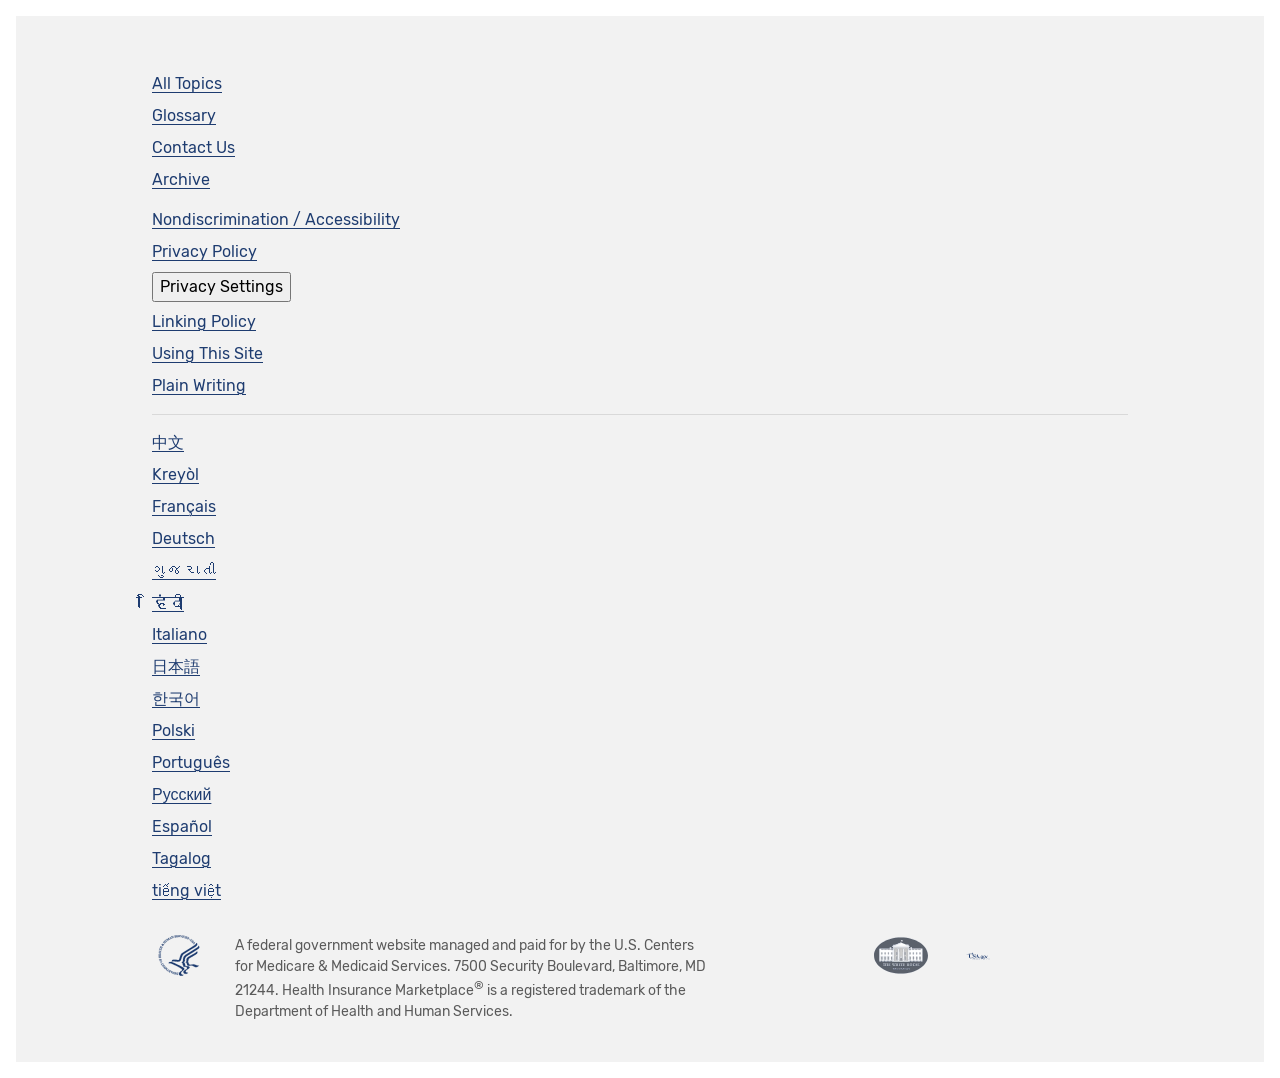 All Topics
Glossary
Contact Us
Archive
Nondiscrimination / Accessibility
Privacy Policy
Privacy Settings
Linking Policy
Using This Site
Plain Writing
中文
Kreyòl
Français
Deutsch
ગુજરાતી
हिंदी
Italiano
日本語
한국어
Polski
Português
Русский
Español
Tagalog
tiếng việt
A federal government website managed and paid for by the U.S. Centers
for Medicare & Medicaid Services. 7500 Security Boulevard, Baltimore, MD
21244. Health Insurance Marketplace® is a registered trademark of the
Department of Health and Human Services.